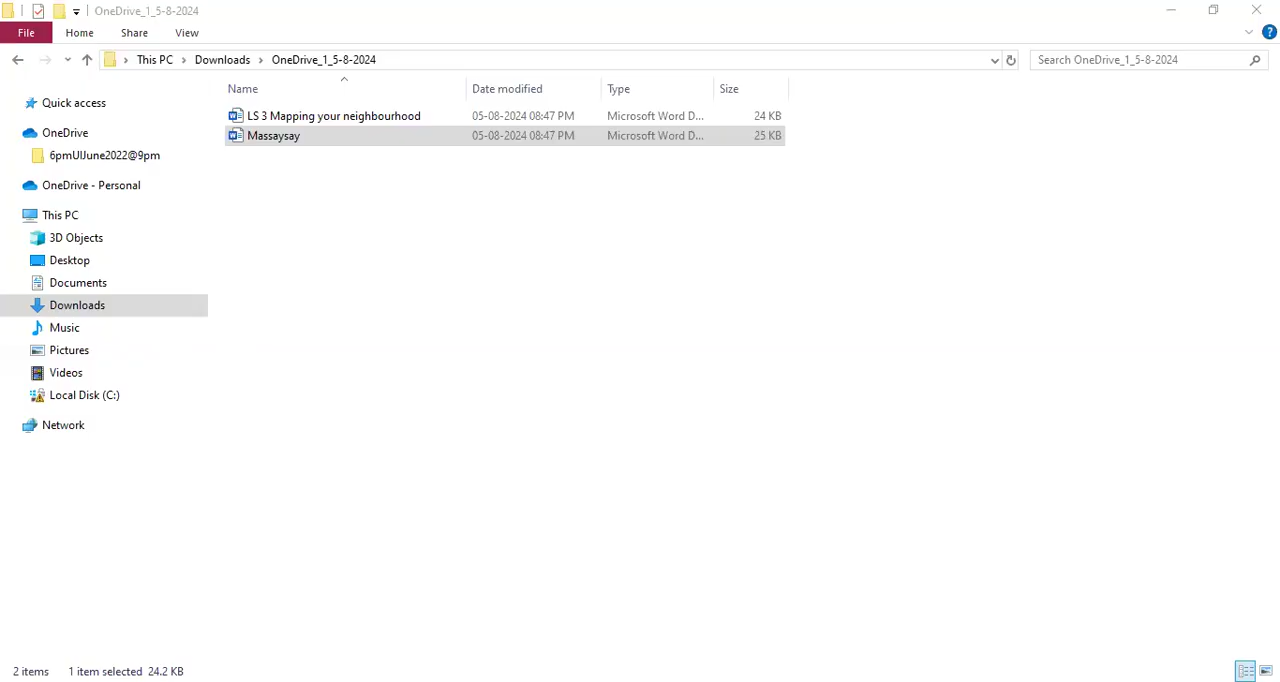 OneDrive_1_5-8-2024
File Home Share View
This PC Downloads OneDrive_1_5-8-2024 Search OneDrive_1_5-8-2024
Name Date modified Type Size
Quick access
OneDrive
6pmUIJune2022@9pm
OneDrive - Personal
This PC
3D Objects
Desktop
Documents
Downloads
Music
Pictures
Videos
Local Disk (C:)
Network
LS 3 Mapping your neighbourhood 05-08-2024 08:47 PM Microsoft Word D... 24 KB
Massaysay 05-08-2024 08:47 PM Microsoft Word D... 25 KB
2 items 1 item selected 24.2 KB